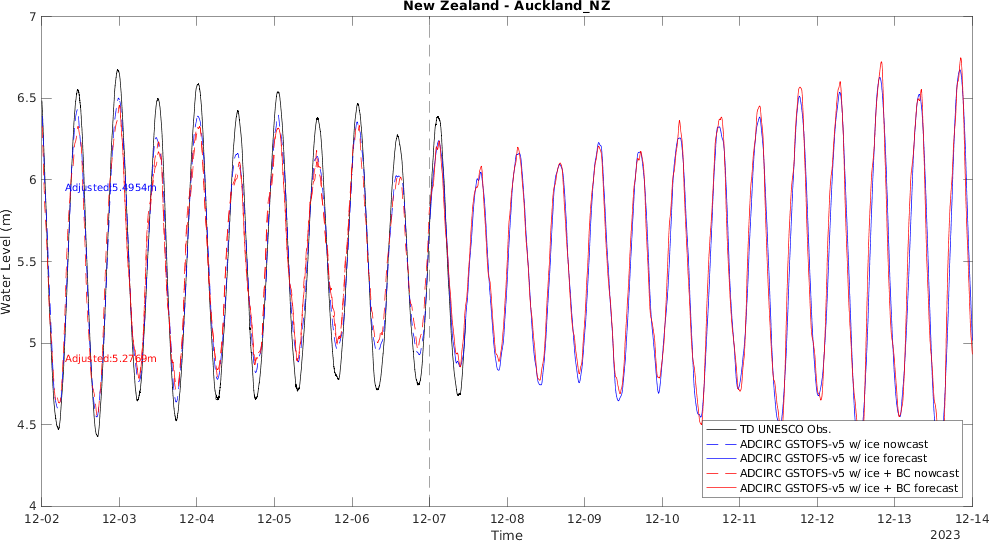 New Zealand - Auckland_NZ
7
6.5
6
5.5
5
4.5
4
Water Level (m)
Adjusted:5.4954m
Adjusted:5.2769m
TD UNESCO Obs.
ADCIRC GSTOFS-v5 w/ ice nowcast
ADCIRC GSTOFS-v5 w/ ice forecast
ADCIRC GSTOFS-v5 w/ ice + BC nowcast
ADCIRC GSTOFS-v5 w/ ice + BC forecast
12-02 12-03 12-04 12-05 12-06 12-07 12-08 12-09 12-10 12-11 12-12 12-13 12-14
Time
2023